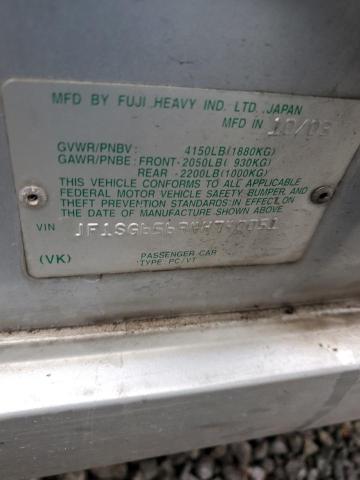 MFD BY FUJI HEAVY IND. LTD. JAPAN
MFD IN 10/02
GVWR/PNBV: 4150LB(1880KG)
GAWR/PNBE: FRONT-2050LB( 930KG)
REAR -2200LB(1000KG)
THIS VEHICLE CONFORMS TO ALL APPLICABLE
FEDERAL MOTOR VEHICLE SAFETY, BUMPER, AND
THEFT PREVENTION STANDARDS IN EFFECT ON
THE DATE OF MANUFACTURE SHOWN ABOVE.
VIN
PASSENGER CAR
(VK) TYPE: PC/VT